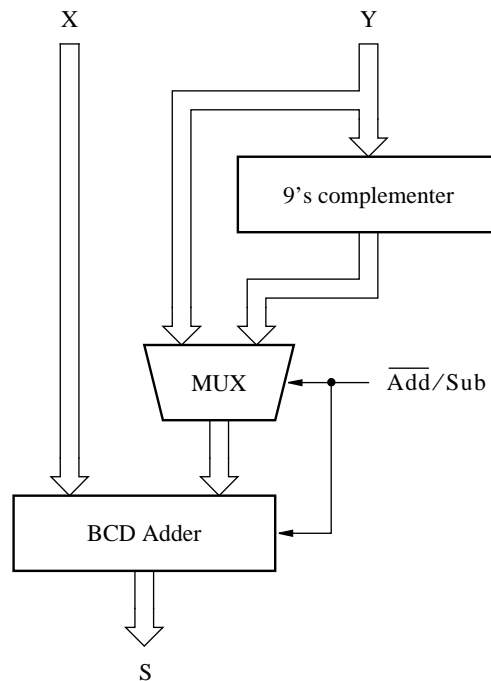 X
Y
9’s complementer
MUX
Add/Sub
BCD Adder
S